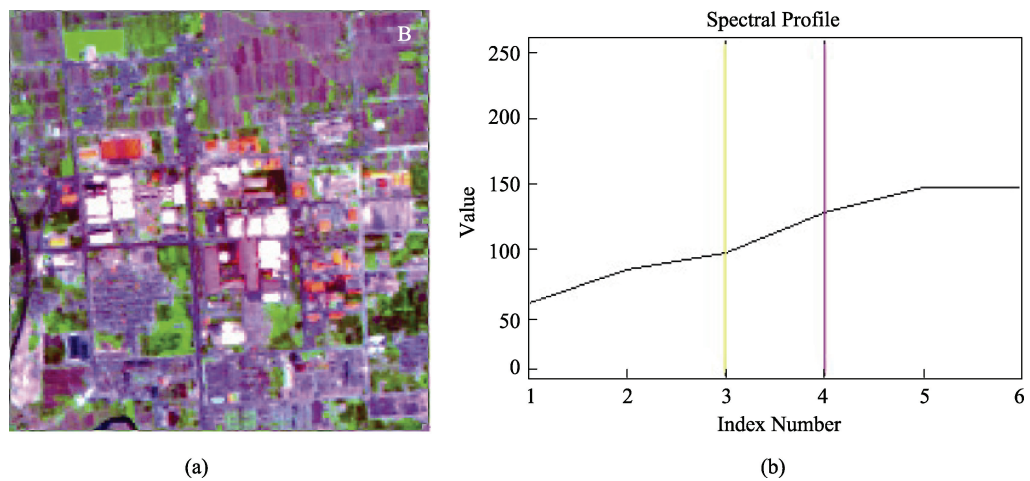 B
(a)
Spectral Profile
250
200
150
100
50
0
Value
1 2 3 4 5 6
Index Number
(b)